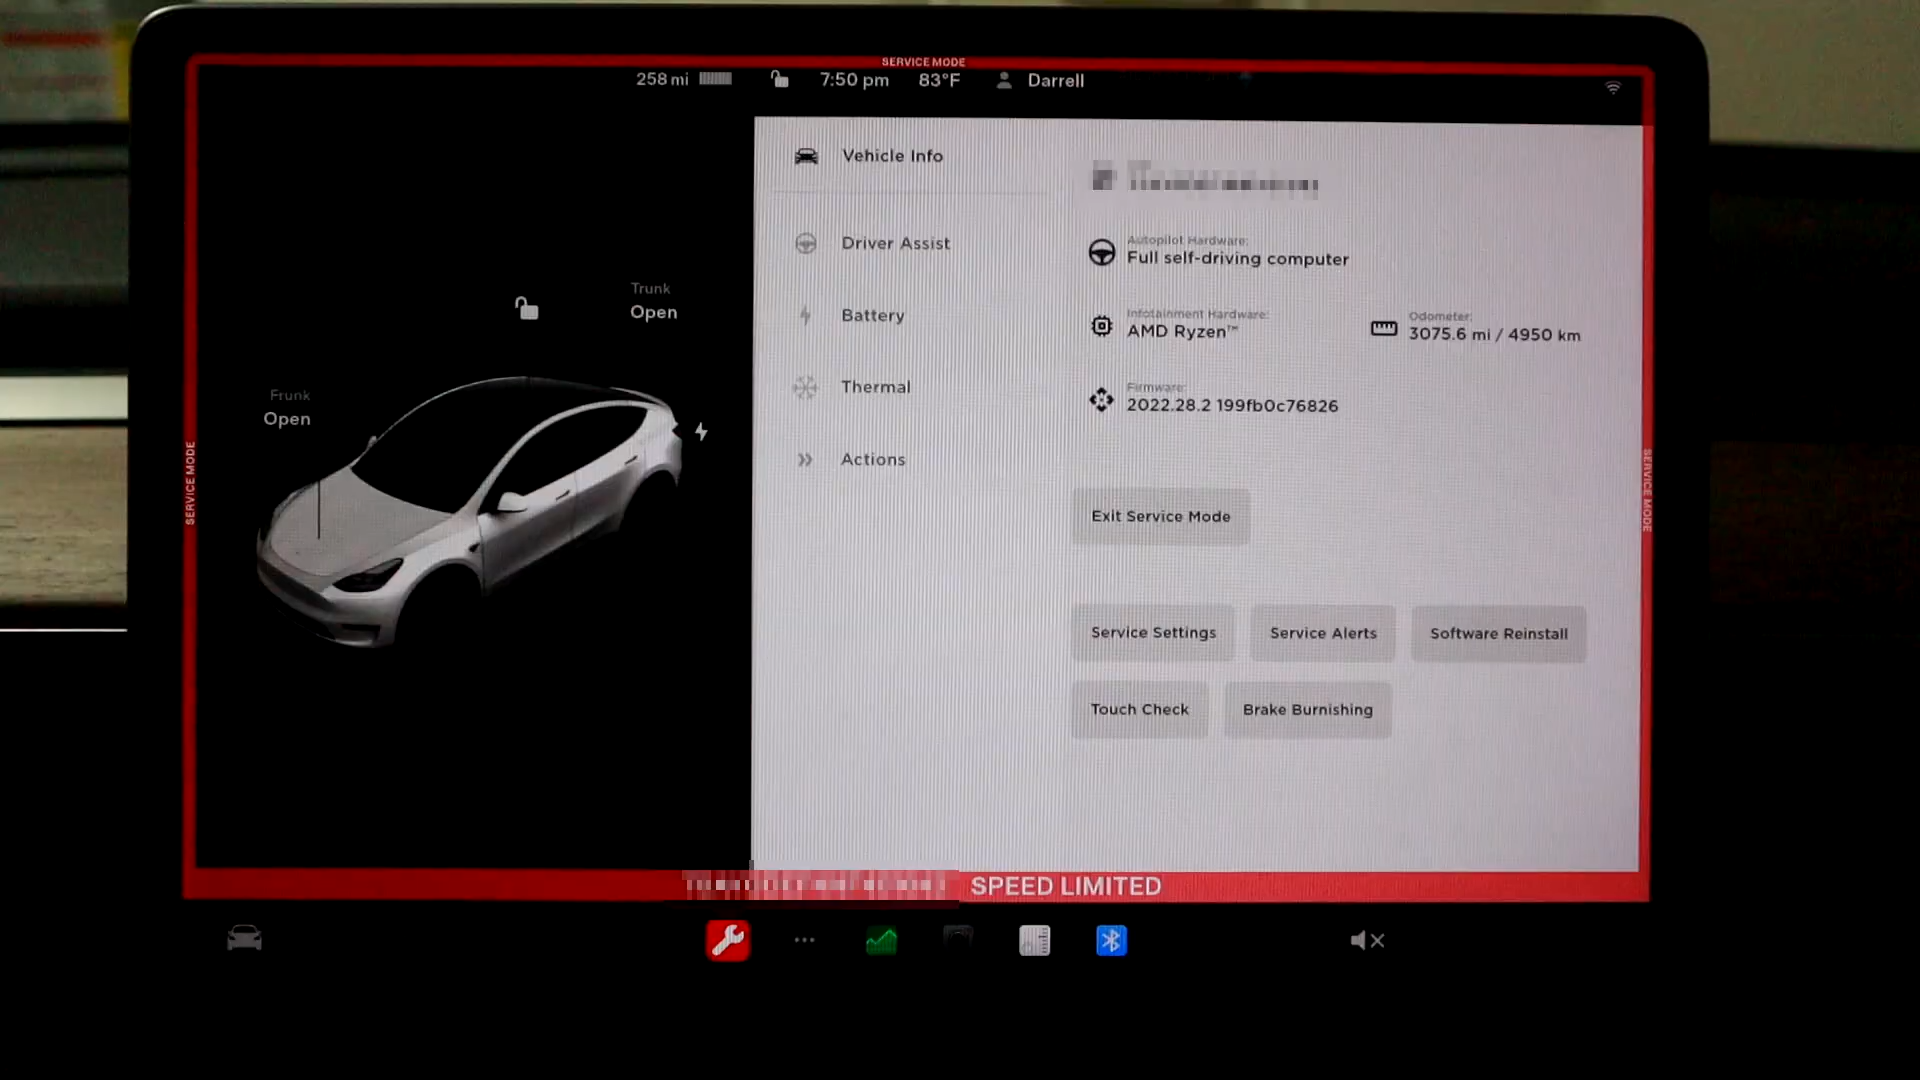 SERVICE MODE
258 mi 7:50 pm 83°F Darrell
Trunk
Open
Frunk
Open
SERVICE MODE
Vehicle Info
Driver Assist
Battery
Thermal
Actions
Autopilot Hardware:
Full self-driving computer
Infotainment Hardware:
AMD Ryzen™
Odometer:
3075.6 mi / 4950 km
Firmware:
2022.28.2 199fb0c76826
Exit Service Mode
Service Settings
Service Alerts
Software Reinstall
Touch Check
Brake Burnishing
SERVICE MODE
SPEED LIMITED